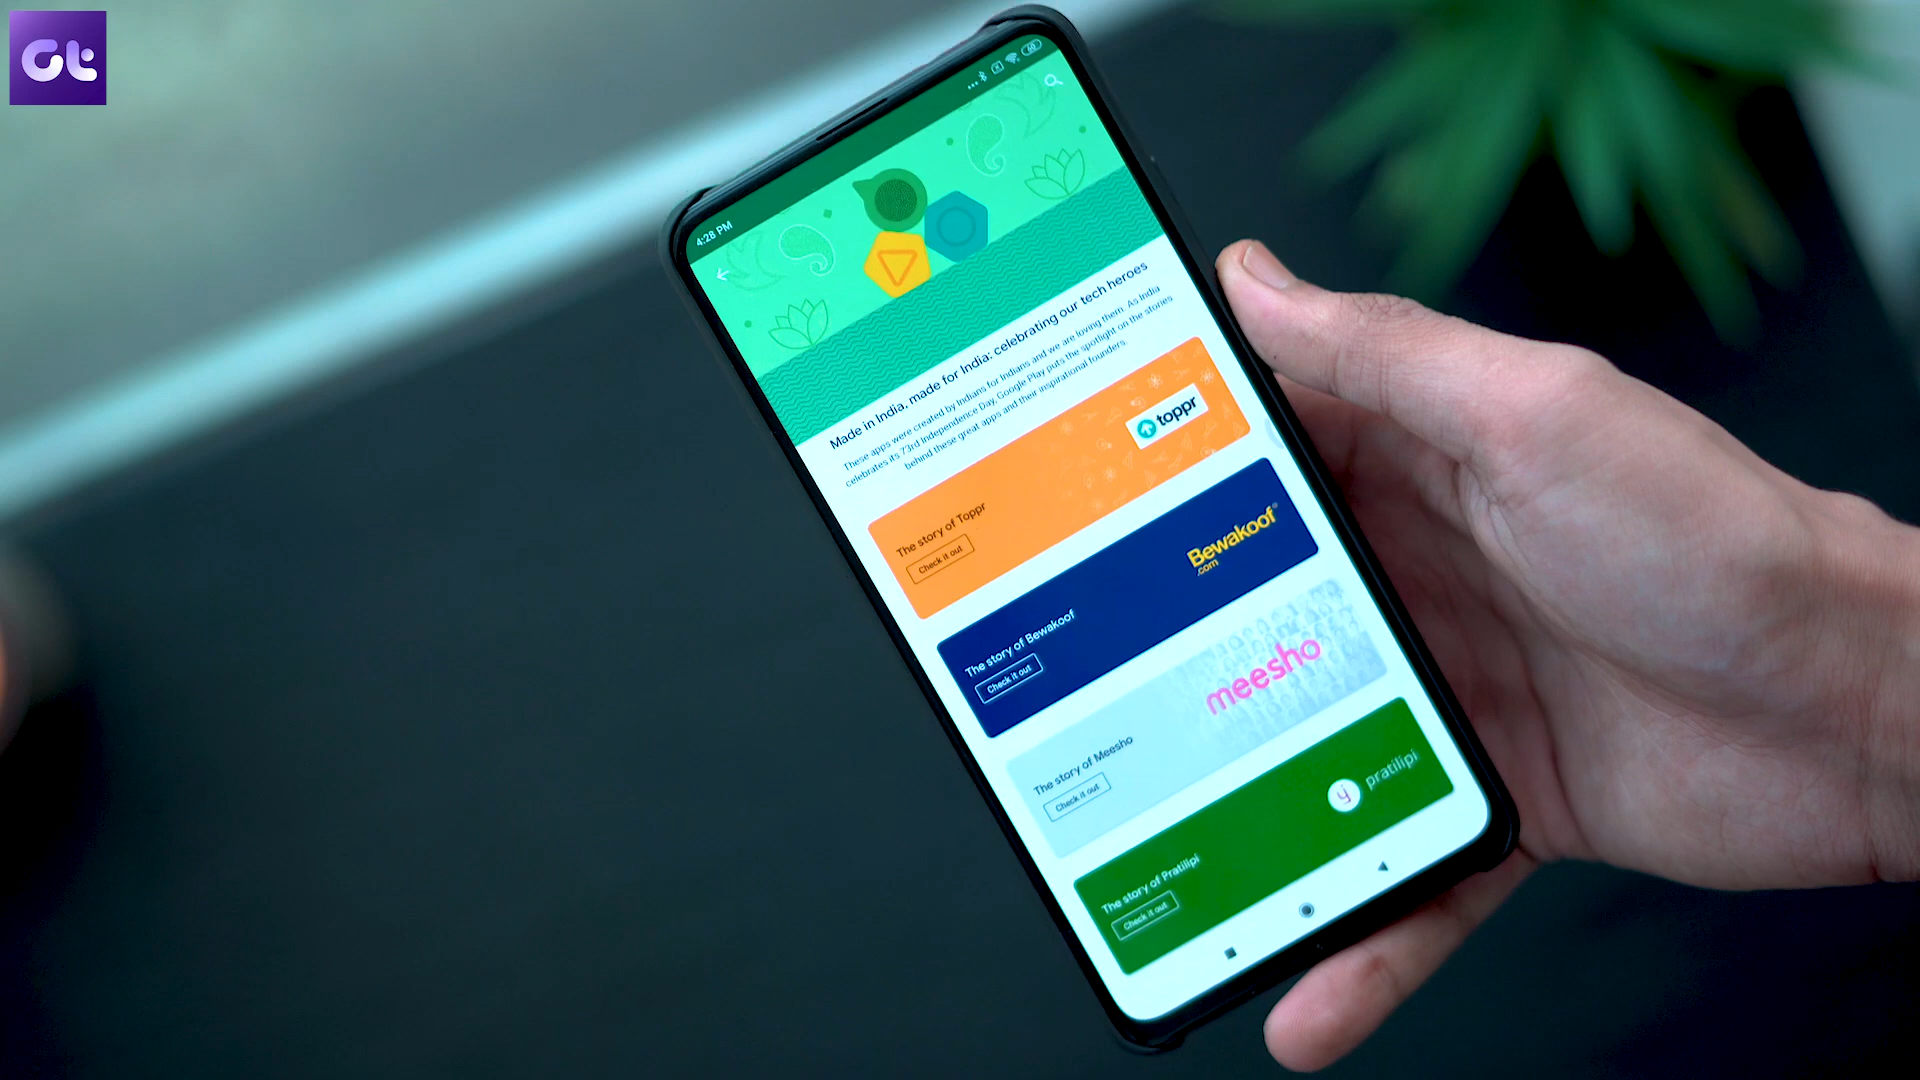 Gt
4:28 PM
60
Made in India, made for India: celebrating our tech heroes
These apps were created by Indians for Indians and we are loving them. As India
celebrates its 73rd Independence Day, Google Play puts the spotlight on the stories
behind these great apps and their inspirational founders.
toppr
The story of Toppr
Check it out
Bewakoof®
.com
The story of Bewakoof
Check it out
meesho
The story of Meesho
Check it out
pratilipi
The story of Pratilipi
Check it out